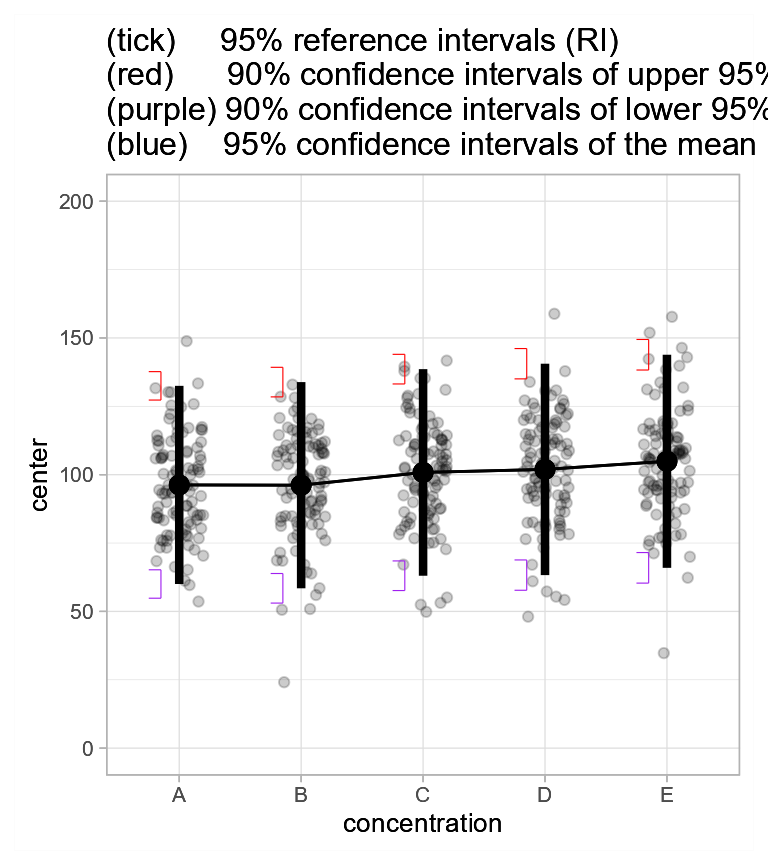 (tick) 95% reference intervals (RI)
(red) 90% confidence intervals of upper 95%
(purple) 90% confidence intervals of lower 95%
(blue) 95% confidence intervals of the mean
200
150
100
50
0
center
A B C D E
concentration